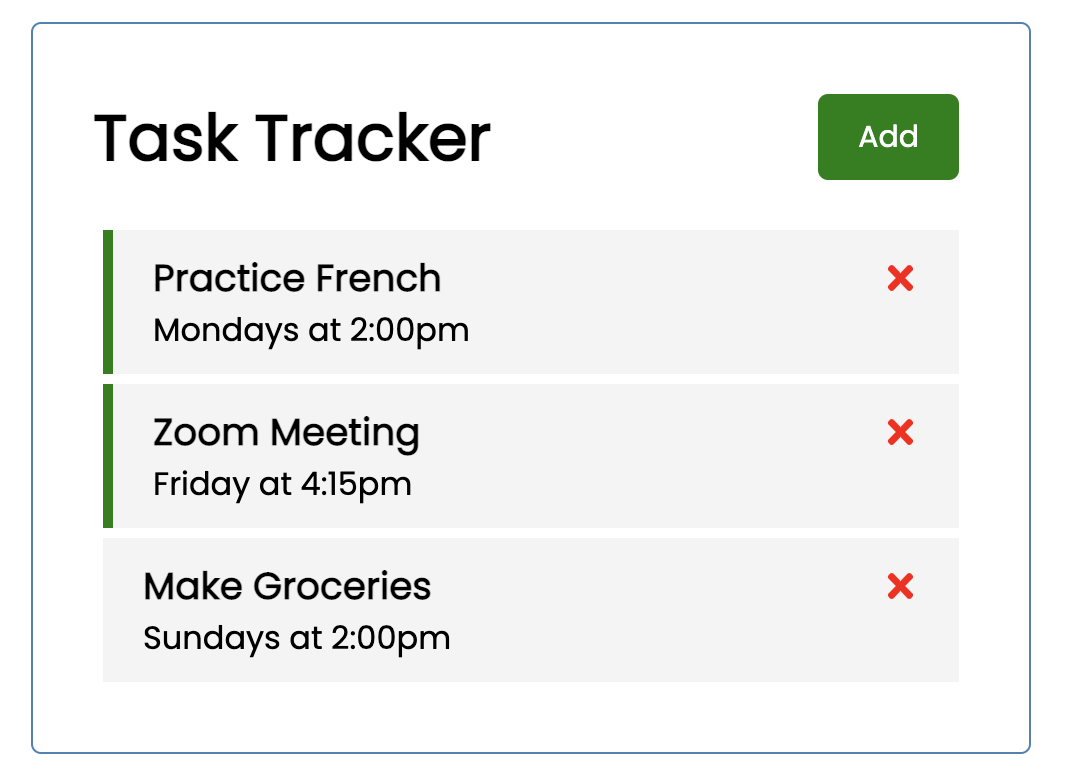 Task Tracker
Add
Practice French
Mondays at 2:00pm
Zoom Meeting
Friday at 4:15pm
Make Groceries
Sundays at 2:00pm